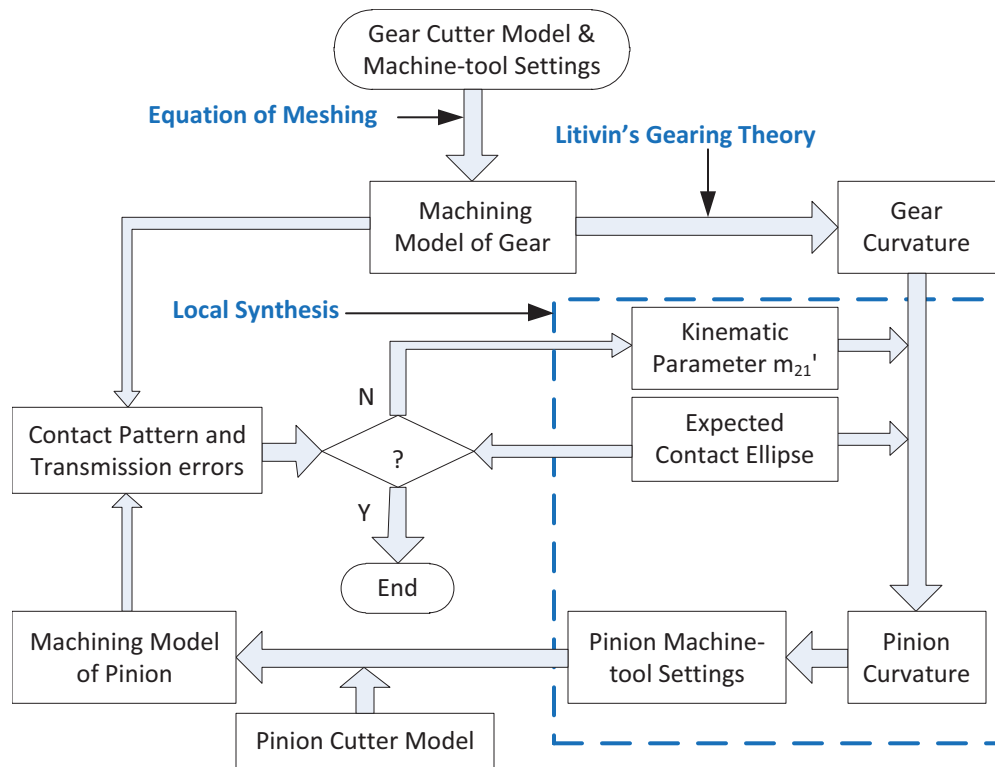 Gear Cutter Model &
Machine-tool Settings
Equation of Meshing
Litivin's Gearing Theory
Machining
Model of Gear
Gear
Curvature
Local Synthesis
Kinematic
Parameter m₂₁'
N
Contact Pattern and
Transmission errors
?
Expected
Contact Ellipse
Y
End
Machining Model
of Pinion
Pinion Machine-
tool Settings
Pinion
Curvature
Pinion Cutter Model